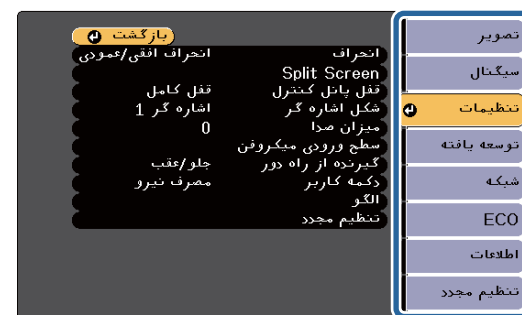 تصویر
سیگنال
تنظیمات
توسعه یافته
شبکه
ECO
اطلاعات
تنظیم مجدد
بازگشت
انحراف انحراف افقی/عمودی
Split Screen
قفل پانل کنترل قفل کامل
شکل اشاره گر اشاره گر 1
میزان صدا 0
سطح ورودی میکروفن
گیرنده از راه دور جلو/عقب
دکمه کاربر مصرف نیرو
الگو
تنظیم مجدد